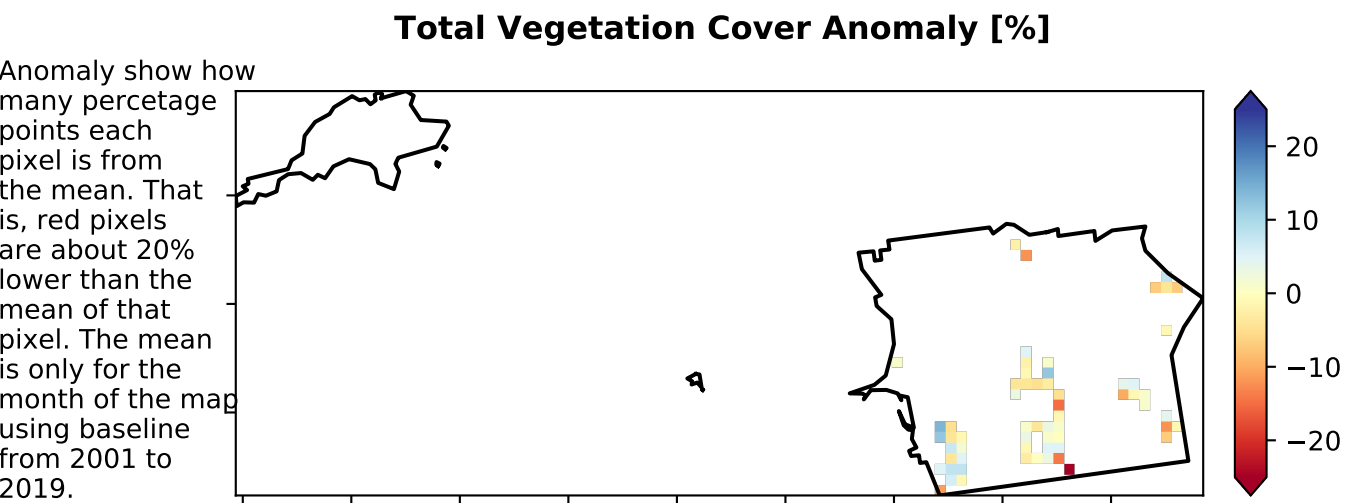 Total Vegetation Cover Anomaly [%]
Anomaly show how
many percetage
points each
pixel is from
the mean. That
is, red pixels
are about 20%
lower than the
mean of that
pixel. The mean
is only for the
month of the map
using baseline
from 2001 to
2019.
20
10
0
−10
−20